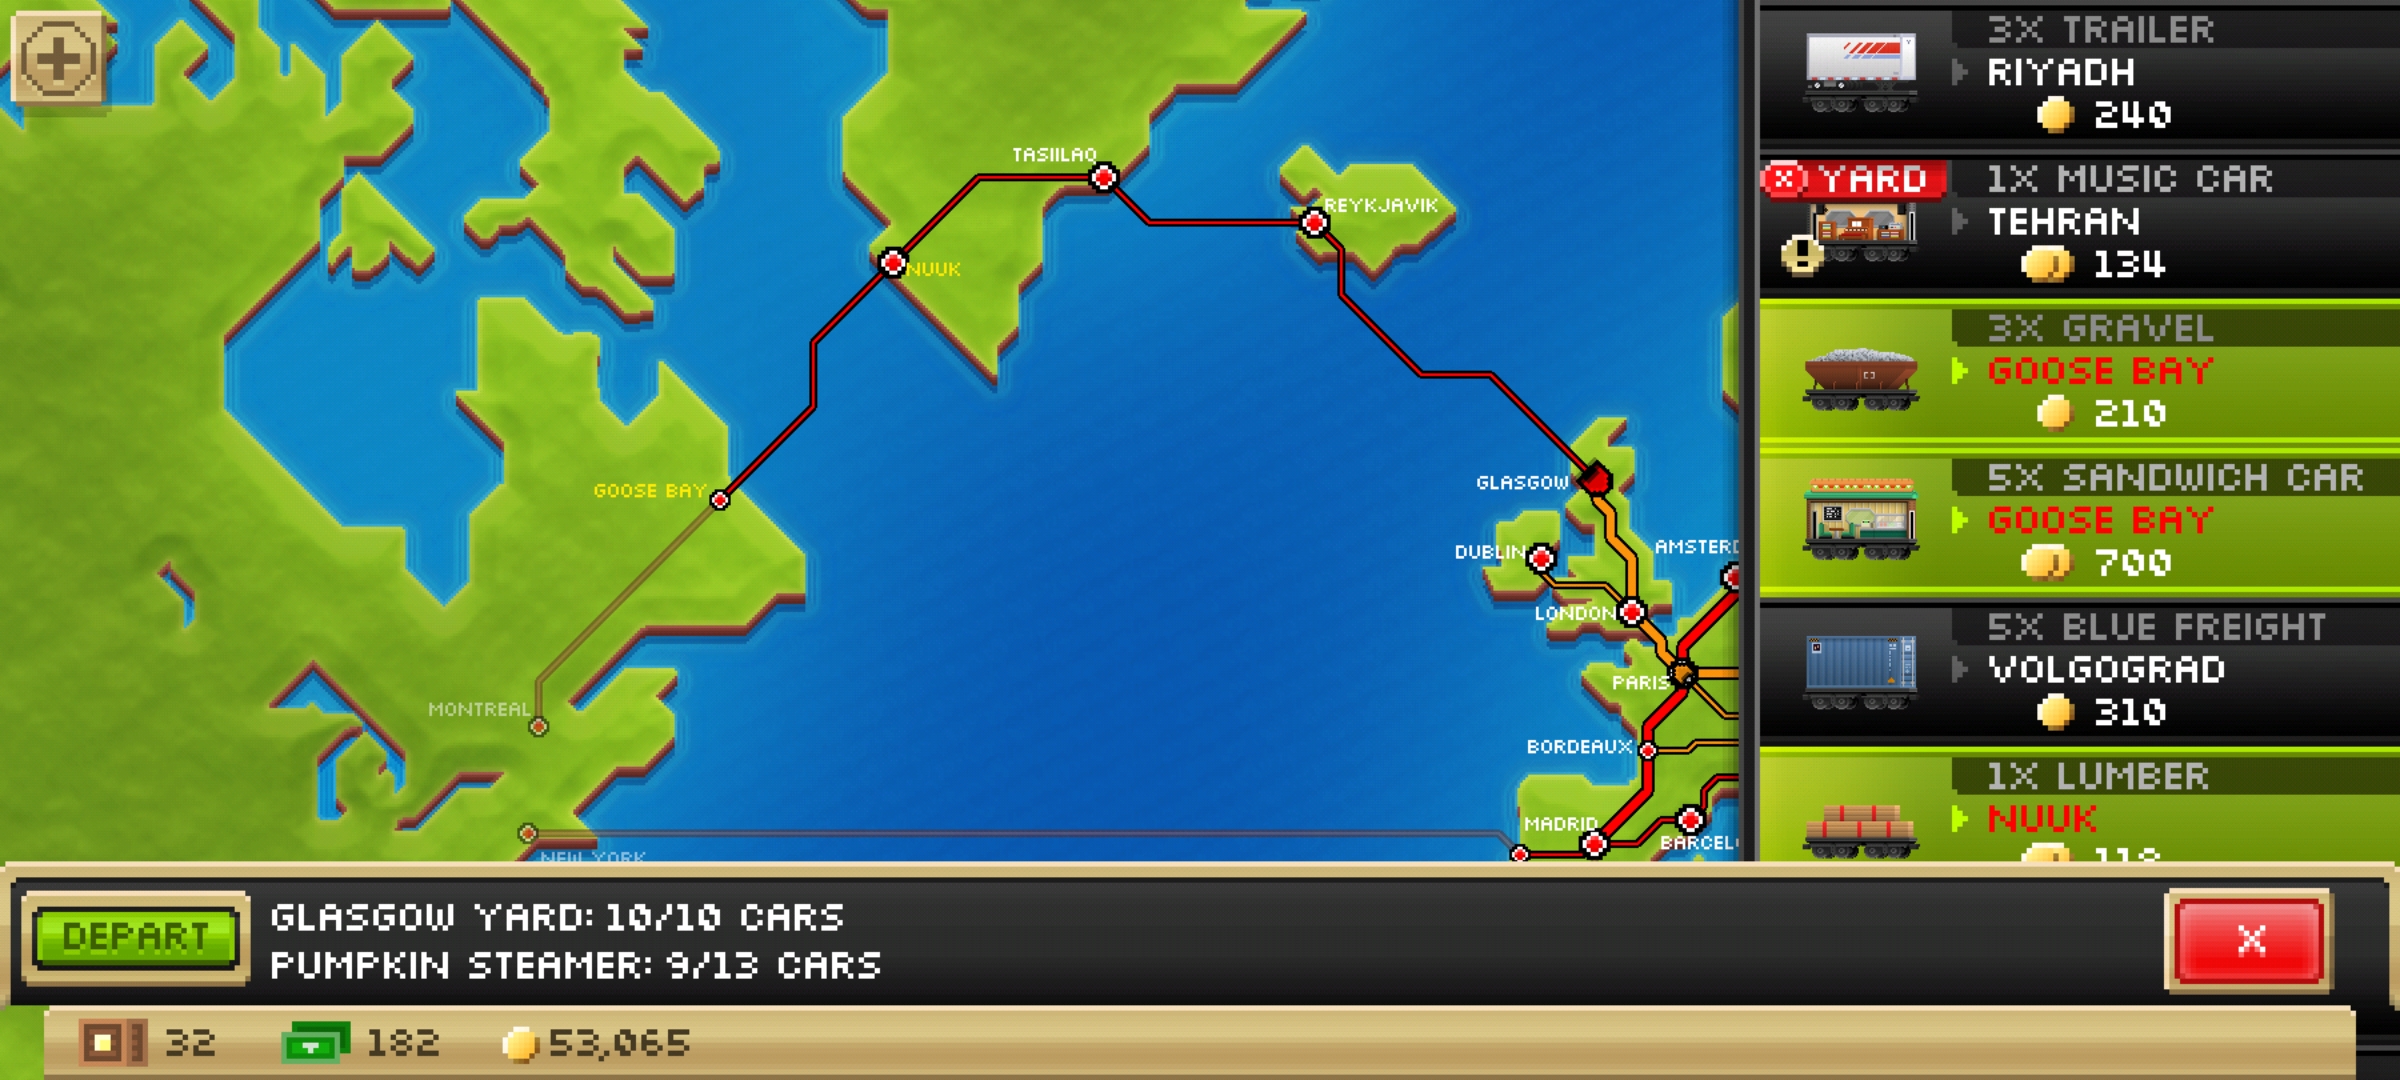 TASIILAQ
REYKJAVIK
NUUK
GOOSE BAY
GLASGOW
DUBLIN
LONDON
PARIS
MONTREAL
BORDEAUX
MADRID
NEW YORK
3X TRAILER
RIYADH
240
YARD
1X MUSIC CAR
TEHRAN
134
3X GRAVEL
GOOSE BAY
210
5X SANDWICH CAR
GOOSE BAY
700
5X BLUE FREIGHT
VOLGOGRAD
310
1X LUMBER
NUUK
DEPART
GLASGOW YARD: 10/10 CARS
PUMPKIN STEAMER: 9/13 CARS
X
32
182
53,065